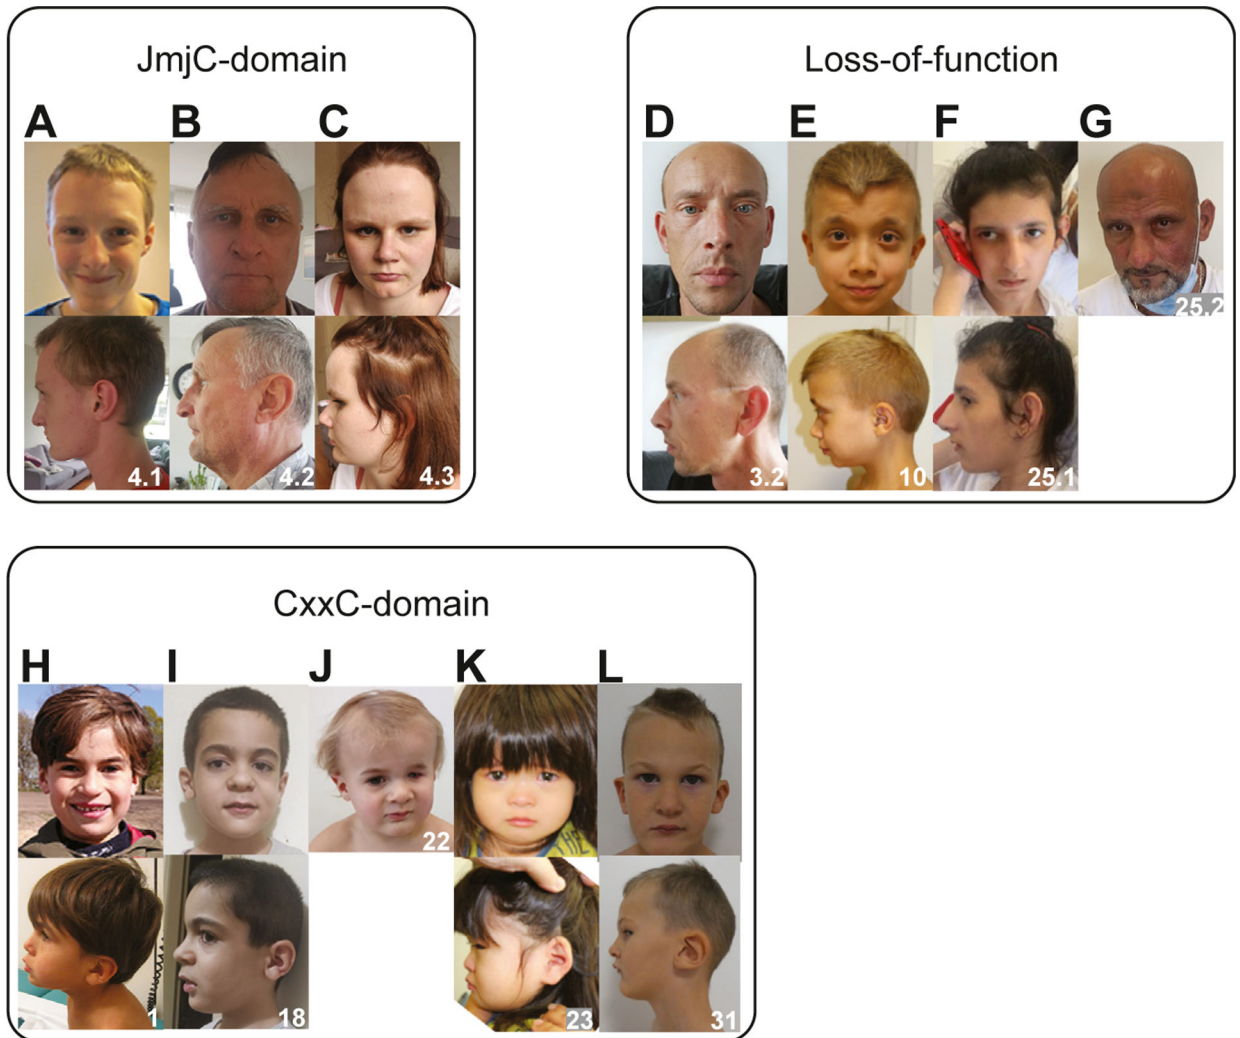 JmjC-domain
A B C
4.1 4.2 4.3
Loss-of-function
D E F G
25.2
3.2 10 25.1
CxxC-domain
H I J K L
22
1 18 23 31